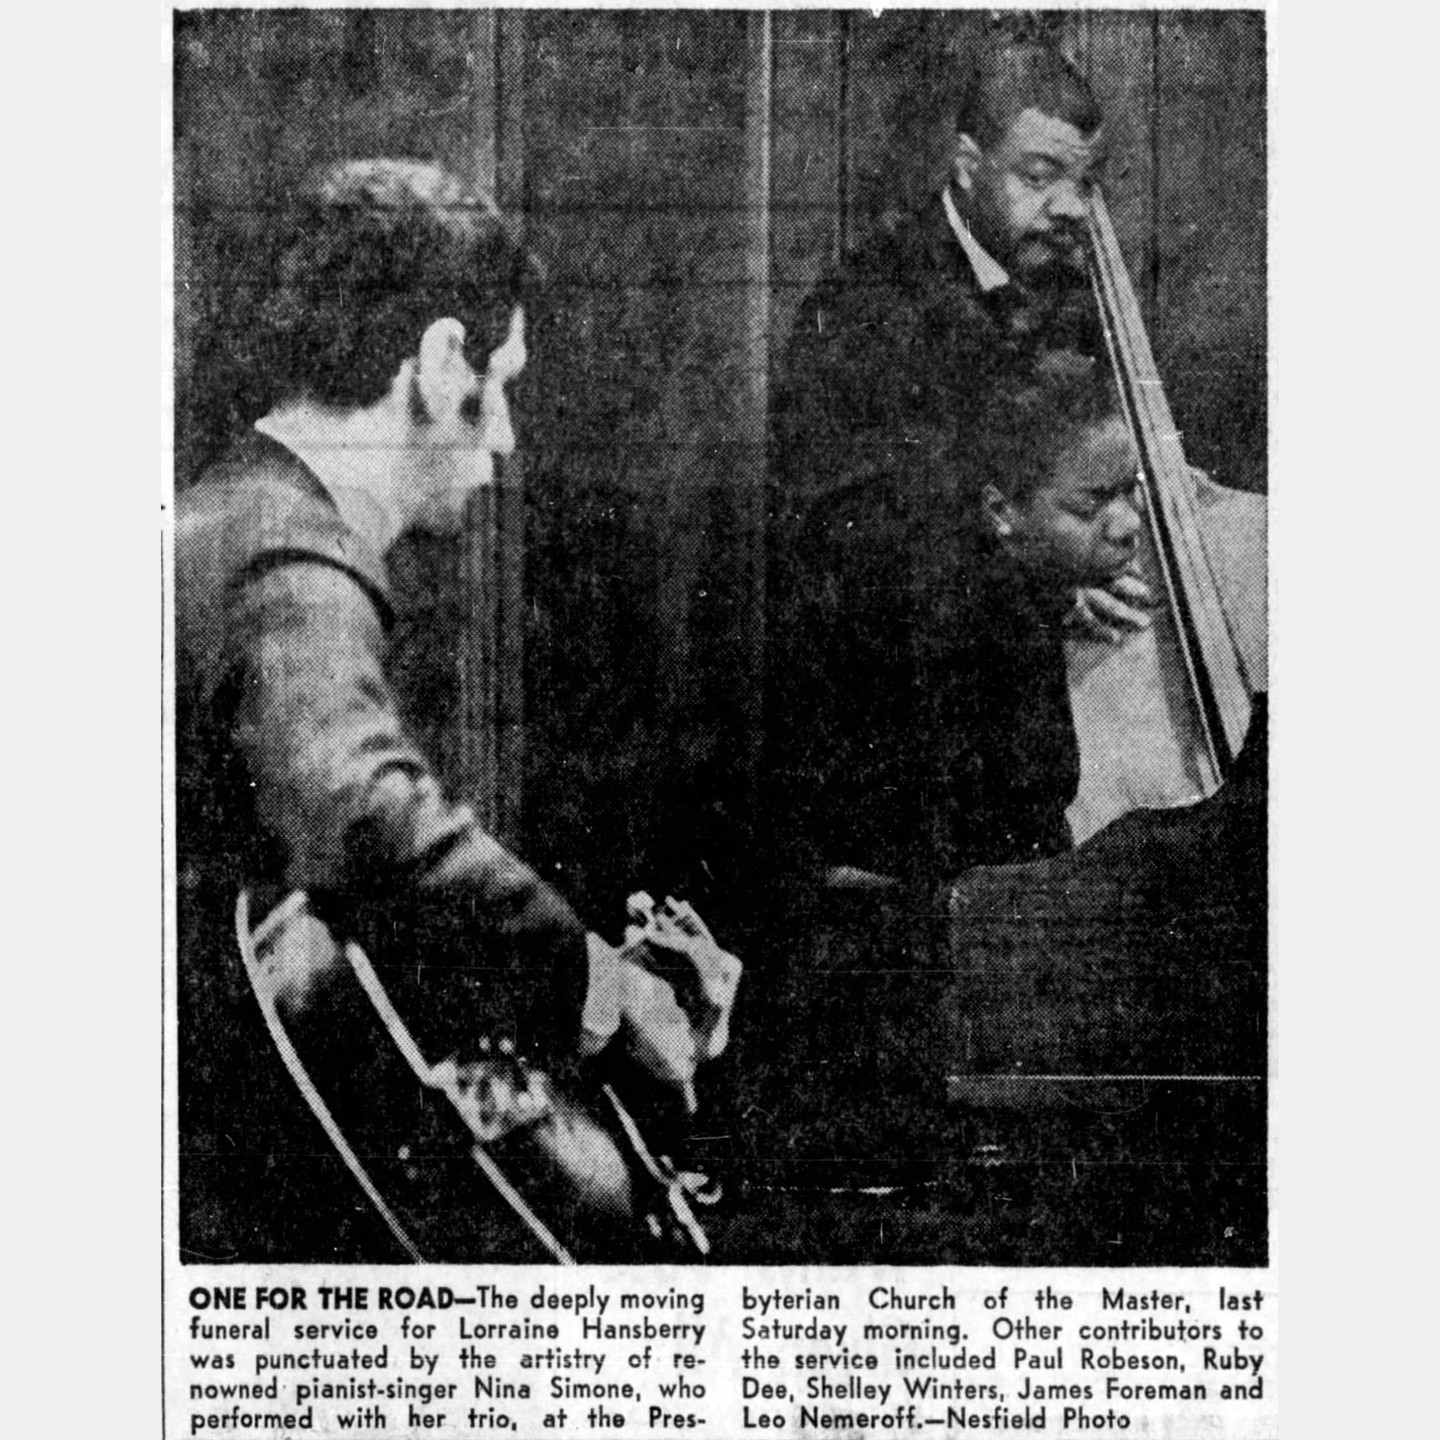 ONE FOR THE ROAD—The deeply moving
funeral service for Lorraine Hansberry
was punctuated by the artistry of re-
nowned pianist-singer Nina Simone, who
performed with her trio, at the Pres-
byterian Church of the Master, last
Saturday morning. Other contributors to
the service included Paul Robeson, Ruby
Dee, Shelley Winters, James Foreman and
Leo Nemeroff.—Nesfield Photo